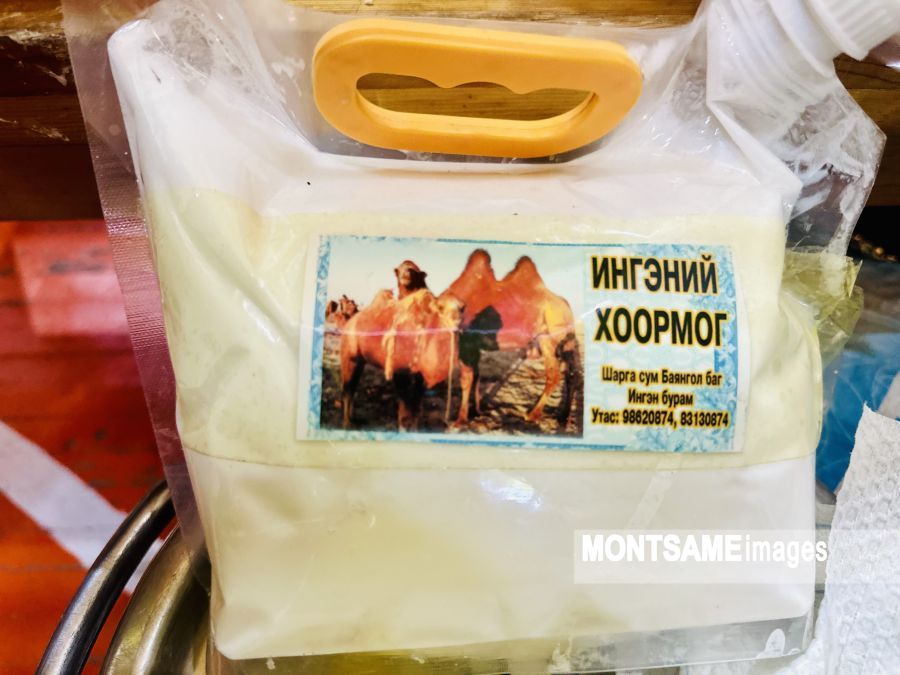 ИНГЭНИЙ
ХООРМОГ
Шарга сум Баянгол баг
Ингэн бурам
Утас: 98620874, 83130874
MONTSAMEimages